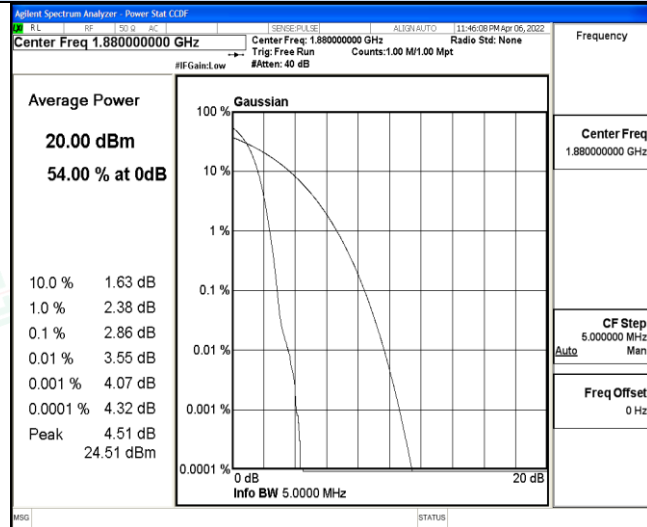 Agilent Spectrum Analyzer - Power Stat CCDF
RL RF 50 Ω AC SENSE:PULSE ALIGN AUTO 11:46:08 PM Apr 06, 2022
Center Freq 1.880000000 GHz
Center Freq: 1.880000000 GHz Radio Std: None
Trig: Free Run Counts:1.00 M/1.00 Mpt
#IFGain:Low #Atten: 40 dB
Frequency
Average Power
20.00 dBm
54.00 % at 0dB
10.0 % 1.63 dB
1.0 % 2.38 dB
0.1 % 2.86 dB
0.01 % 3.55 dB
0.001 % 4.07 dB
0.0001 % 4.32 dB
Peak 4.51 dB
24.51 dBm
Gaussian
100 %
10 %
1 %
0.1 %
0.01 %
0.001 %
0.0001 %
0 dB 20 dB
Info BW 5.0000 MHz
Center Freq
1.880000000 GHz
CF Step
5.000000 MHz
Auto Man
Freq Offset
0 Hz
MSG STATUS